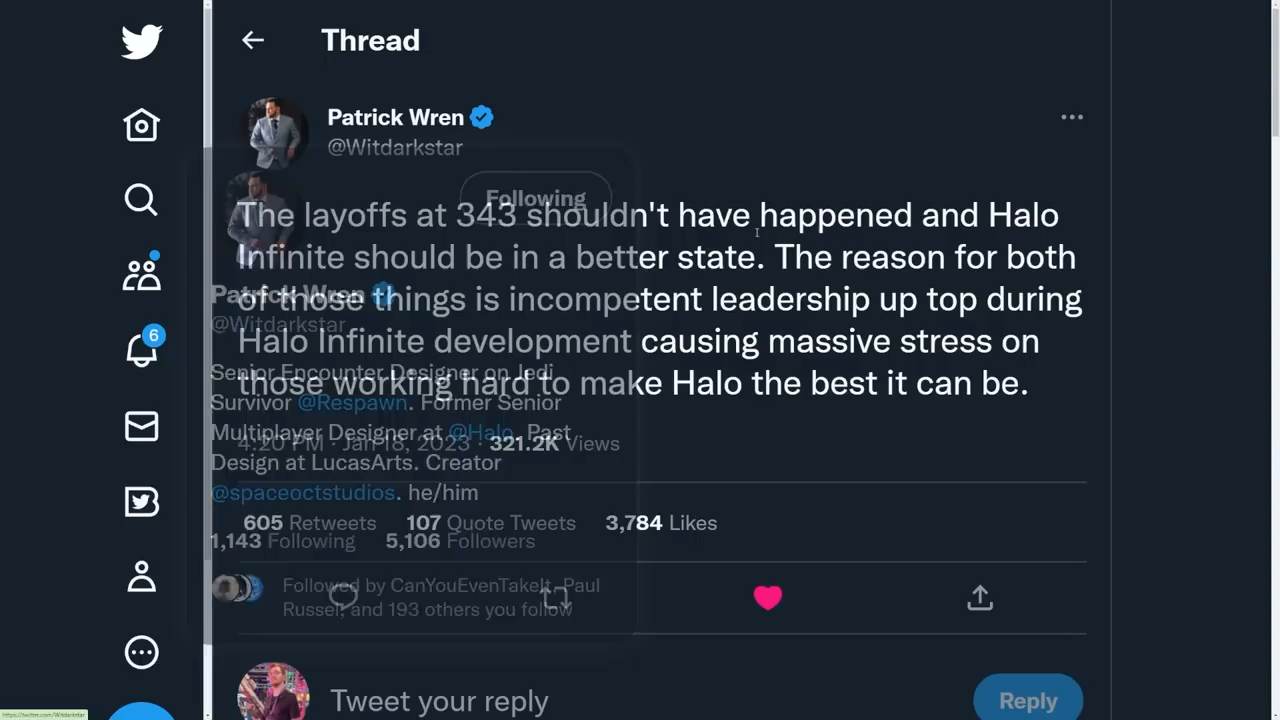 Thread
Patrick Wren
@Witdarkstar
Following
The layoffs at 343 shouldn't have happened and Halo
Infinite should be in a better state. The reason for both
of those things is incompetent leadership up top during
Halo Infinite development causing massive stress on
those working hard to make Halo the best it can be.
4:20 PM · Jan 18, 2023 · 321.2K Views
605 Retweets 107 Quote Tweets 3,784 Likes
Patrick Wren
@Witdarkstar
Senior Encounter Designer on Jedi
Survivor @Respawn. Former Senior
Multiplayer Designer at @Halo. Past
Design at LucasArts. Creator
@spaceoctstudios. he/him
1,143 Following 5,106 Followers
Followed by CanYouEvenTakeIt, Paul
Russel, and 193 others you follow
6
Tweet your reply
Reply
https://twitter.com/Witdarkstar